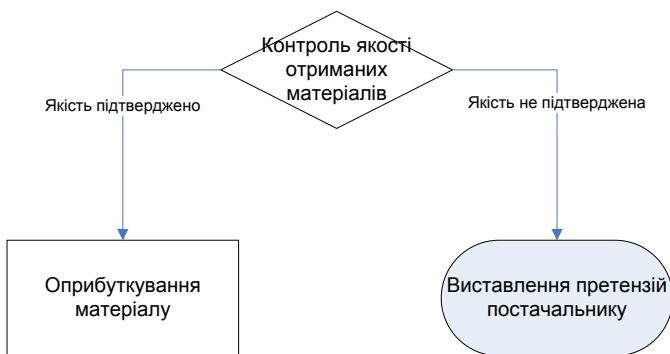 Контроль якості
отриманих
матеріалів
Якість підтверджено
Якість не підтверджена
Оприбуткування
матеріалу
Виставлення претензій
постачальнику